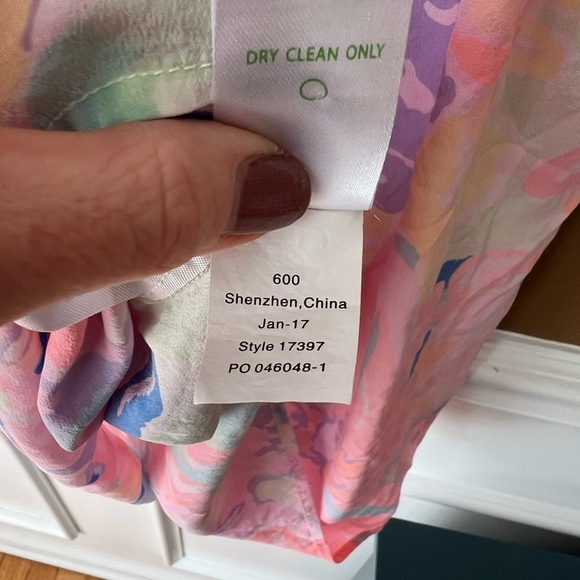 DRY CLEAN ONLY
600
Shenzhen,China
Jan-17
Style 17397
PO 046048-1